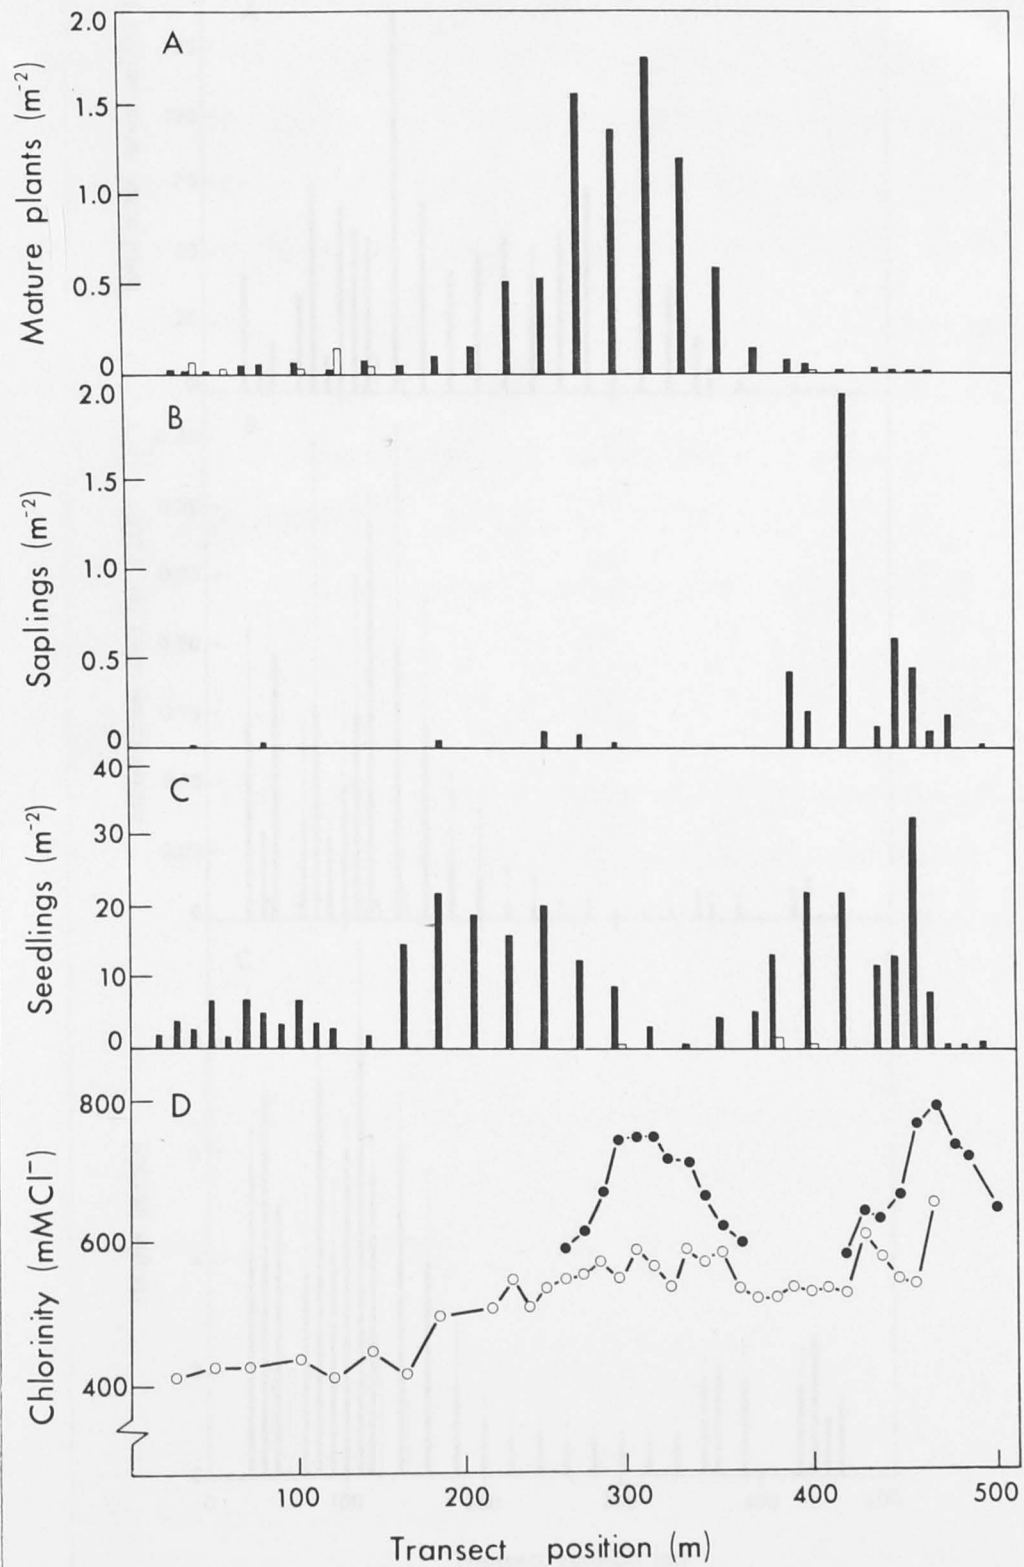 A
2.0
1.5
1.0
0.5
0
Mature plants (m⁻²)
B
2.0
1.5
1.0
0.5
0
Saplings (m⁻²)
C
40
30
20
10
0
Seedlings (m⁻²)
D
800
600
400
Chlorinity (mMCl⁻)
100 200 300 400 500
Transect position (m)